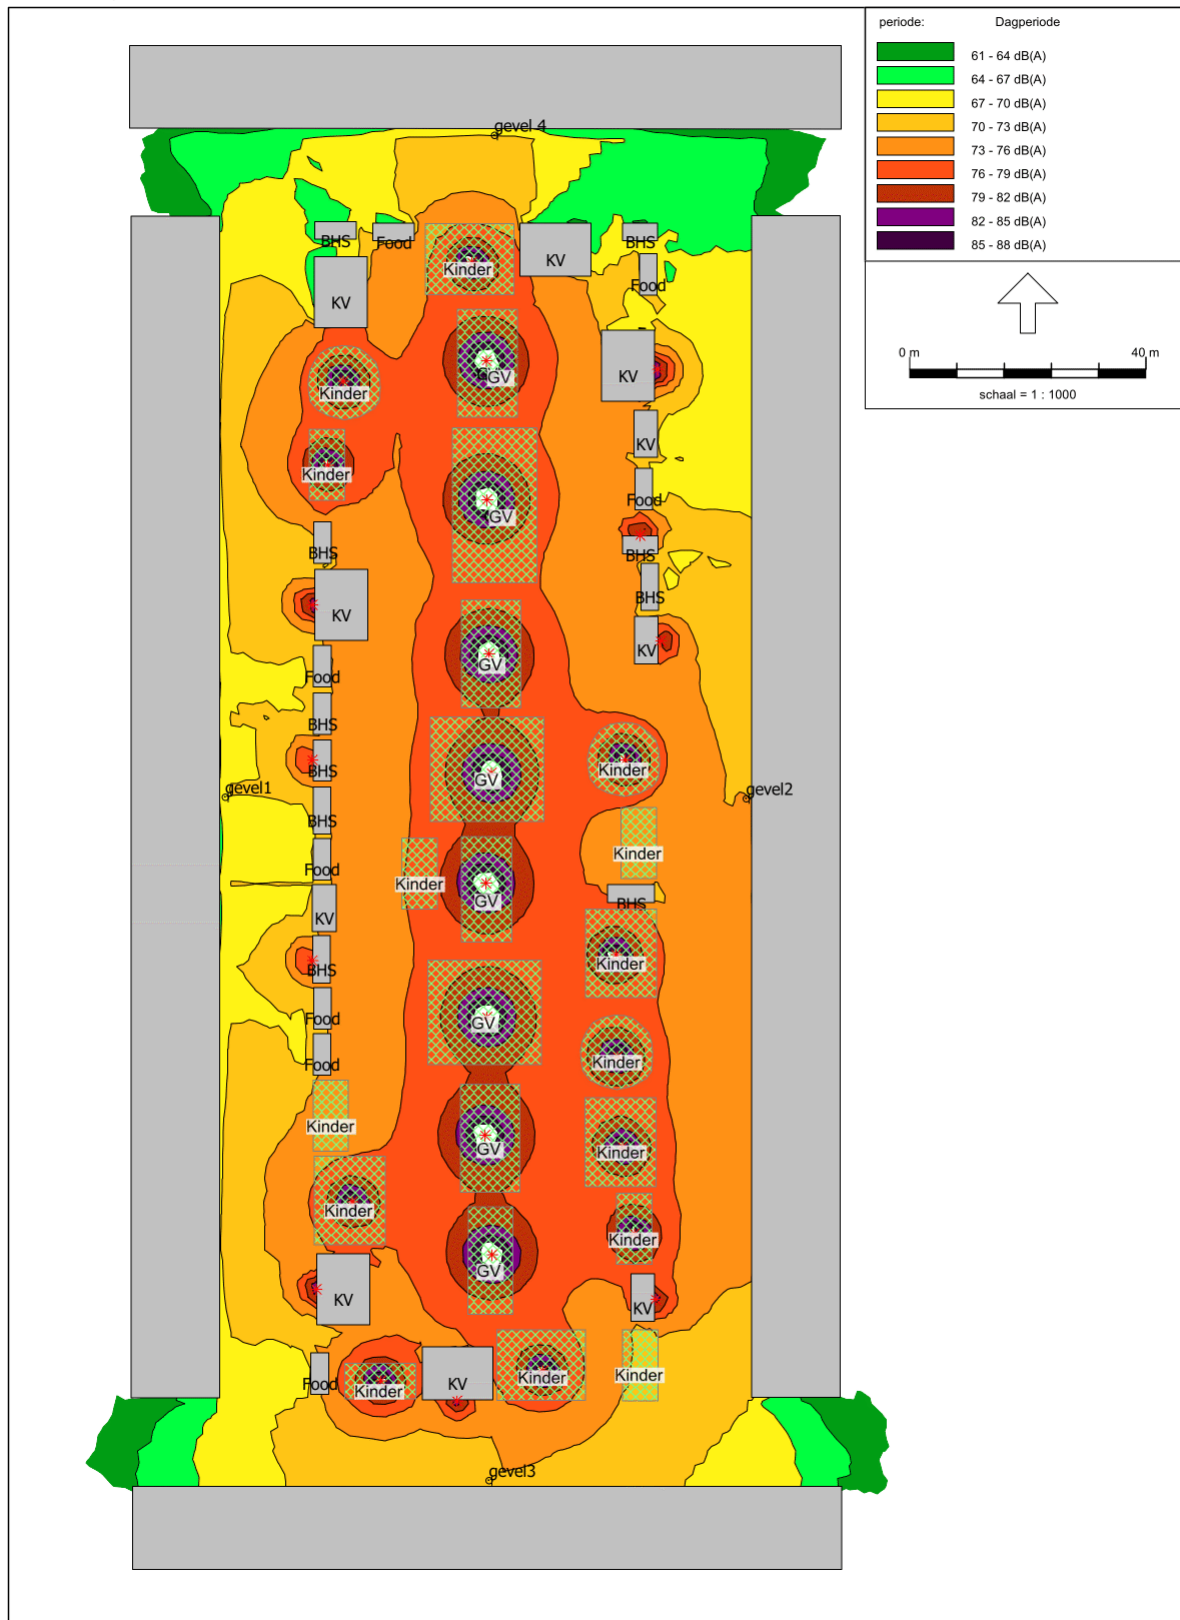 periode: Dagperiode
61 - 64 dB(A)
64 - 67 dB(A)
67 - 70 dB(A)
70 - 73 dB(A)
73 - 76 dB(A)
76 - 79 dB(A)
79 - 82 dB(A)
82 - 85 dB(A)
85 - 88 dB(A)
0 m 40 m
schaal = 1 : 1000
gevel 4
BHS Food BHS
Kinder KV
Food
KV
GV KV
Kinder
KV
Kinder
Food
GV
BHS BHS
BHS
KV
KV
GV
Food
BHS
BHS GV Kinder
gevel1 gevel2
BHS
Kinder
Food
Kinder
GV BHS
KV
BHS Kinder
Food GV
Food Kinder
Kinder
GV Kinder
Kinder
Kinder
GV
KV KV
Food Kinder KV Kinder Kinder
gevel3